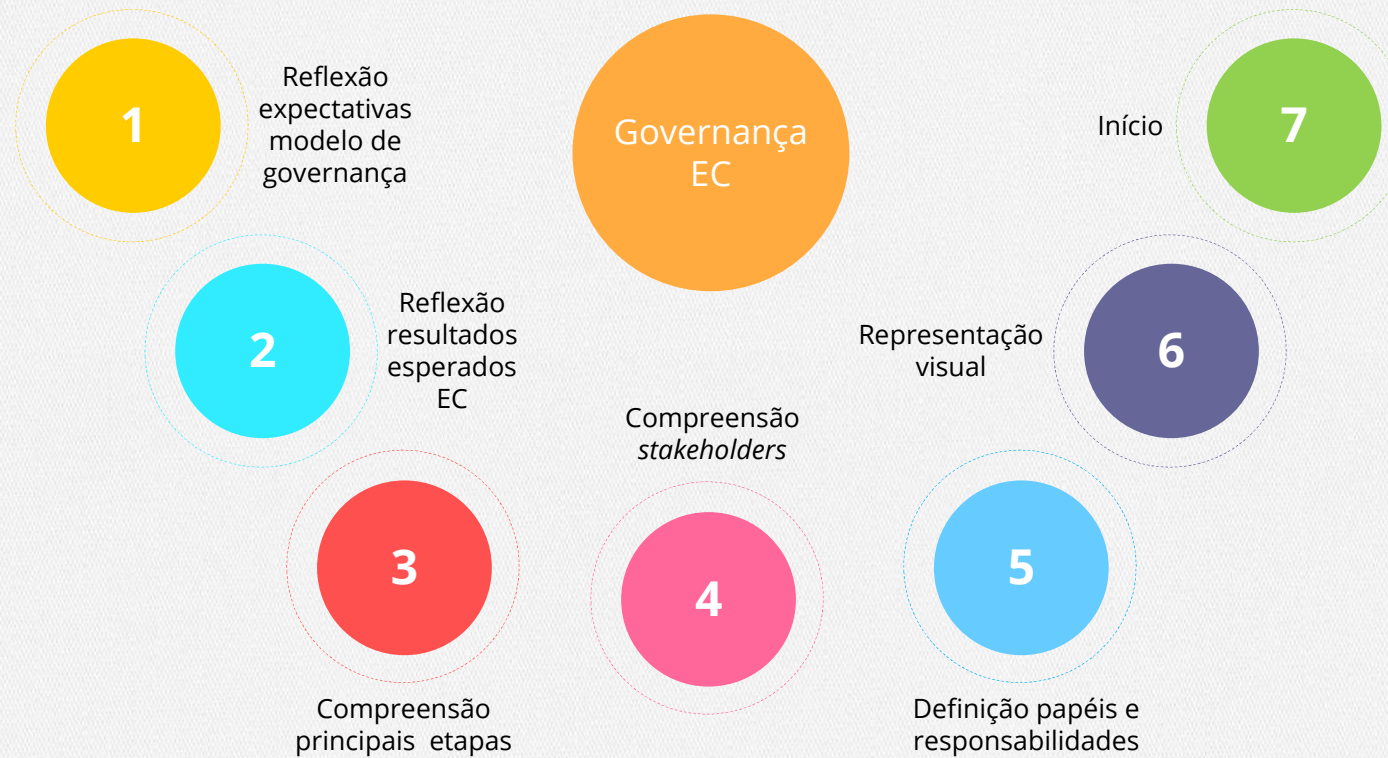 Governança
EC
1
Reflexão
expectativas
modelo de
governança
2
Reflexão
resultados
esperados
EC
3
Compreensão
principais etapas
4
Compreensão
stakeholders
5
Definição papéis e
responsabilidades
6
Representação
visual
7
Início